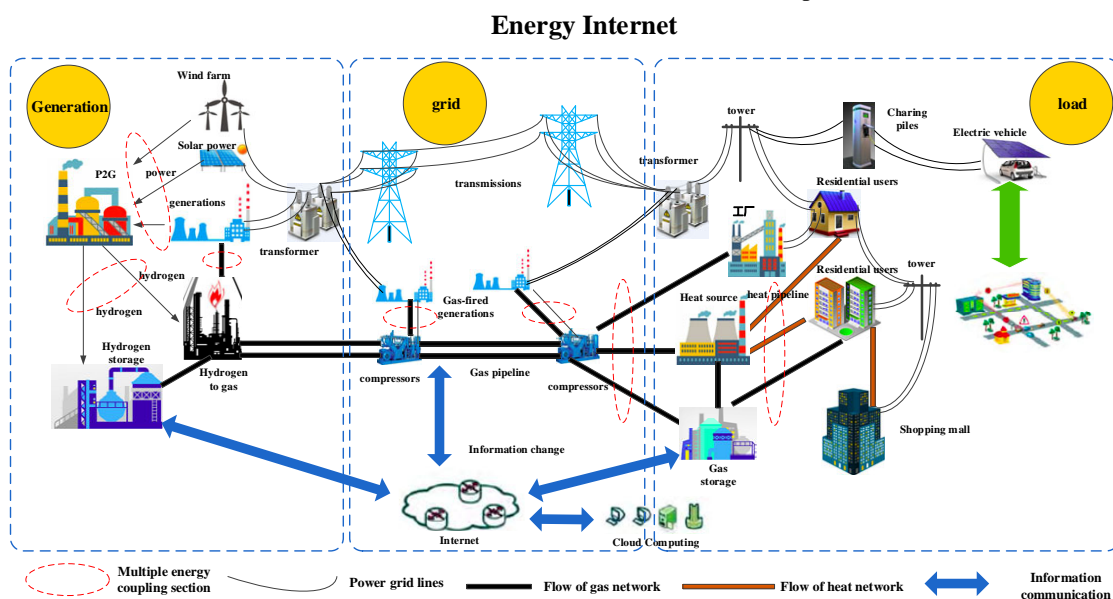 Energy Internet
Generation
grid
load
Wind farm
Solar power
P2G
power
generations
transformer
hydrogen
hydrogen
Hydrogen
storage
Hydrogen
to gas
transmissions
transformer
Gas-fired
generations
compressors
Gas pipeline
compressors
Information change
Internet
Cloud Computing
tower
Charing
piles
Electric vehicle
Residential users
工厂
Residential users
tower
Heat source
heat pipeline
Shopping mall
Gas
storage
Multiple energy
coupling section
Power grid lines
Flow of gas network
Flow of heat network
Information
communication